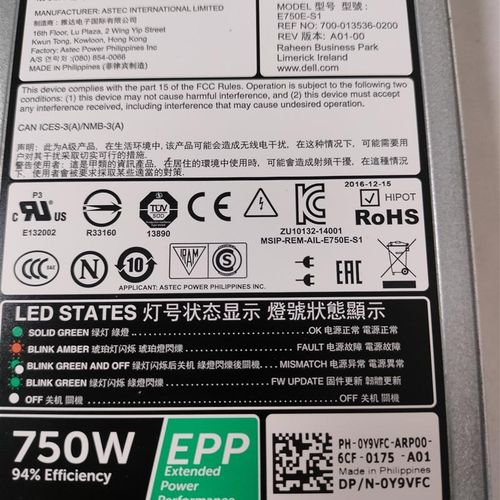 制造商：雅达电子国际有限公司
ASTEC INTERNATIONAL LIMITED
16th Floor, Lu Plaza, 2 Wing Yip Street
Kwun Tong, Kowloon, Hong Kong
Factory: Astec Power Philippines Inc
A/S 연락처 (080) 854-0066
MADE IN Philippines (菲律宾制造)
MODEL 型号 型號：
E750E-S1
REF NO. 700-013536-0200
REV A01-00
Raheen Business Park
Limerick Ireland
www.dell.com
This device complies with the part 15 of the FCC Rules. Operation is subject to the following two
conditions: (1) this device may not cause harmful interference, and (2) this device must accept
any interference received, including interference that may cause undesired operation.
CAN ICES-3(A)/NMB-3(A)
声明：此为A级产品，在生活环境中，该产品可能会造成无线电干扰，在这种情况下，可能需要用
户对其干扰采取切实可行的措施。
警告使用者：這是甲類的資訊產品，在居住的環境中使用時，可能會造成射頻干擾，在這種情況
下，使用者會被要求採取某些適當的對策。
P3
c UL US
E132002
R33160
TÜV
SUD
13890
S
ZU10132-14001
MSIP-REM-AIL-E750E-S1
2016-12-15
HIPOT
RoHS
CCC
N
10
IRAM
S
EAC
APPLICANT: ASTEC POWER PHILIPPINES INC.
LED STATES 灯号状态显示 燈號狀態顯示
SOLID GREEN 绿灯 綠燈 OK 电源正常 電源正常
BLINK AMBER 琥珀灯闪烁 琥珀燈閃爍 FAULT 电源故障 電源故障
BLINK GREEN AND OFF 绿灯闪烁后关机 綠燈閃爍後關機 MISMATCH 电源异常 電源異常
BLINK GREEN 绿灯闪烁 綠燈閃爍 FW UPDATE 固件更新 韌體更新
OFF 关机 關機 OFF 关机 關機
750W
94% Efficiency
EPP
Extended
Power
Performance
PH-0Y9VFC-ARP00-
6CF-0175-A01
Made in Philippines
DP/N-0Y9VFC